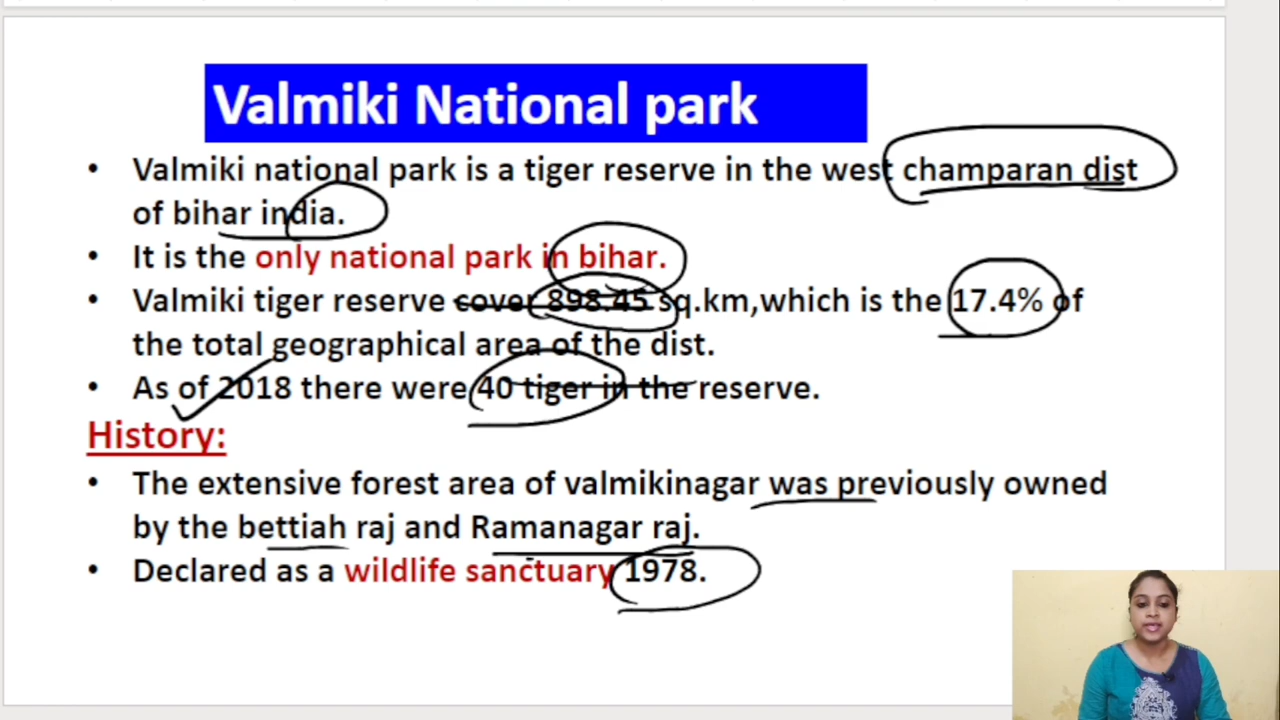 Valmiki National park
• Valmiki national park is a tiger reserve in the west champaran dist
of bihar india.
• It is the only national park in bihar.
• Valmiki tiger reserve cover 898.45 sq.km,which is the 17.4% of
the total geographical area of the dist.
• As of 2018 there were 40 tiger in the reserve.
History:
• The extensive forest area of valmikinagar was previously owned
by the bettiah raj and Ramanagar raj.
• Declared as a wildlife sanctuary 1978.